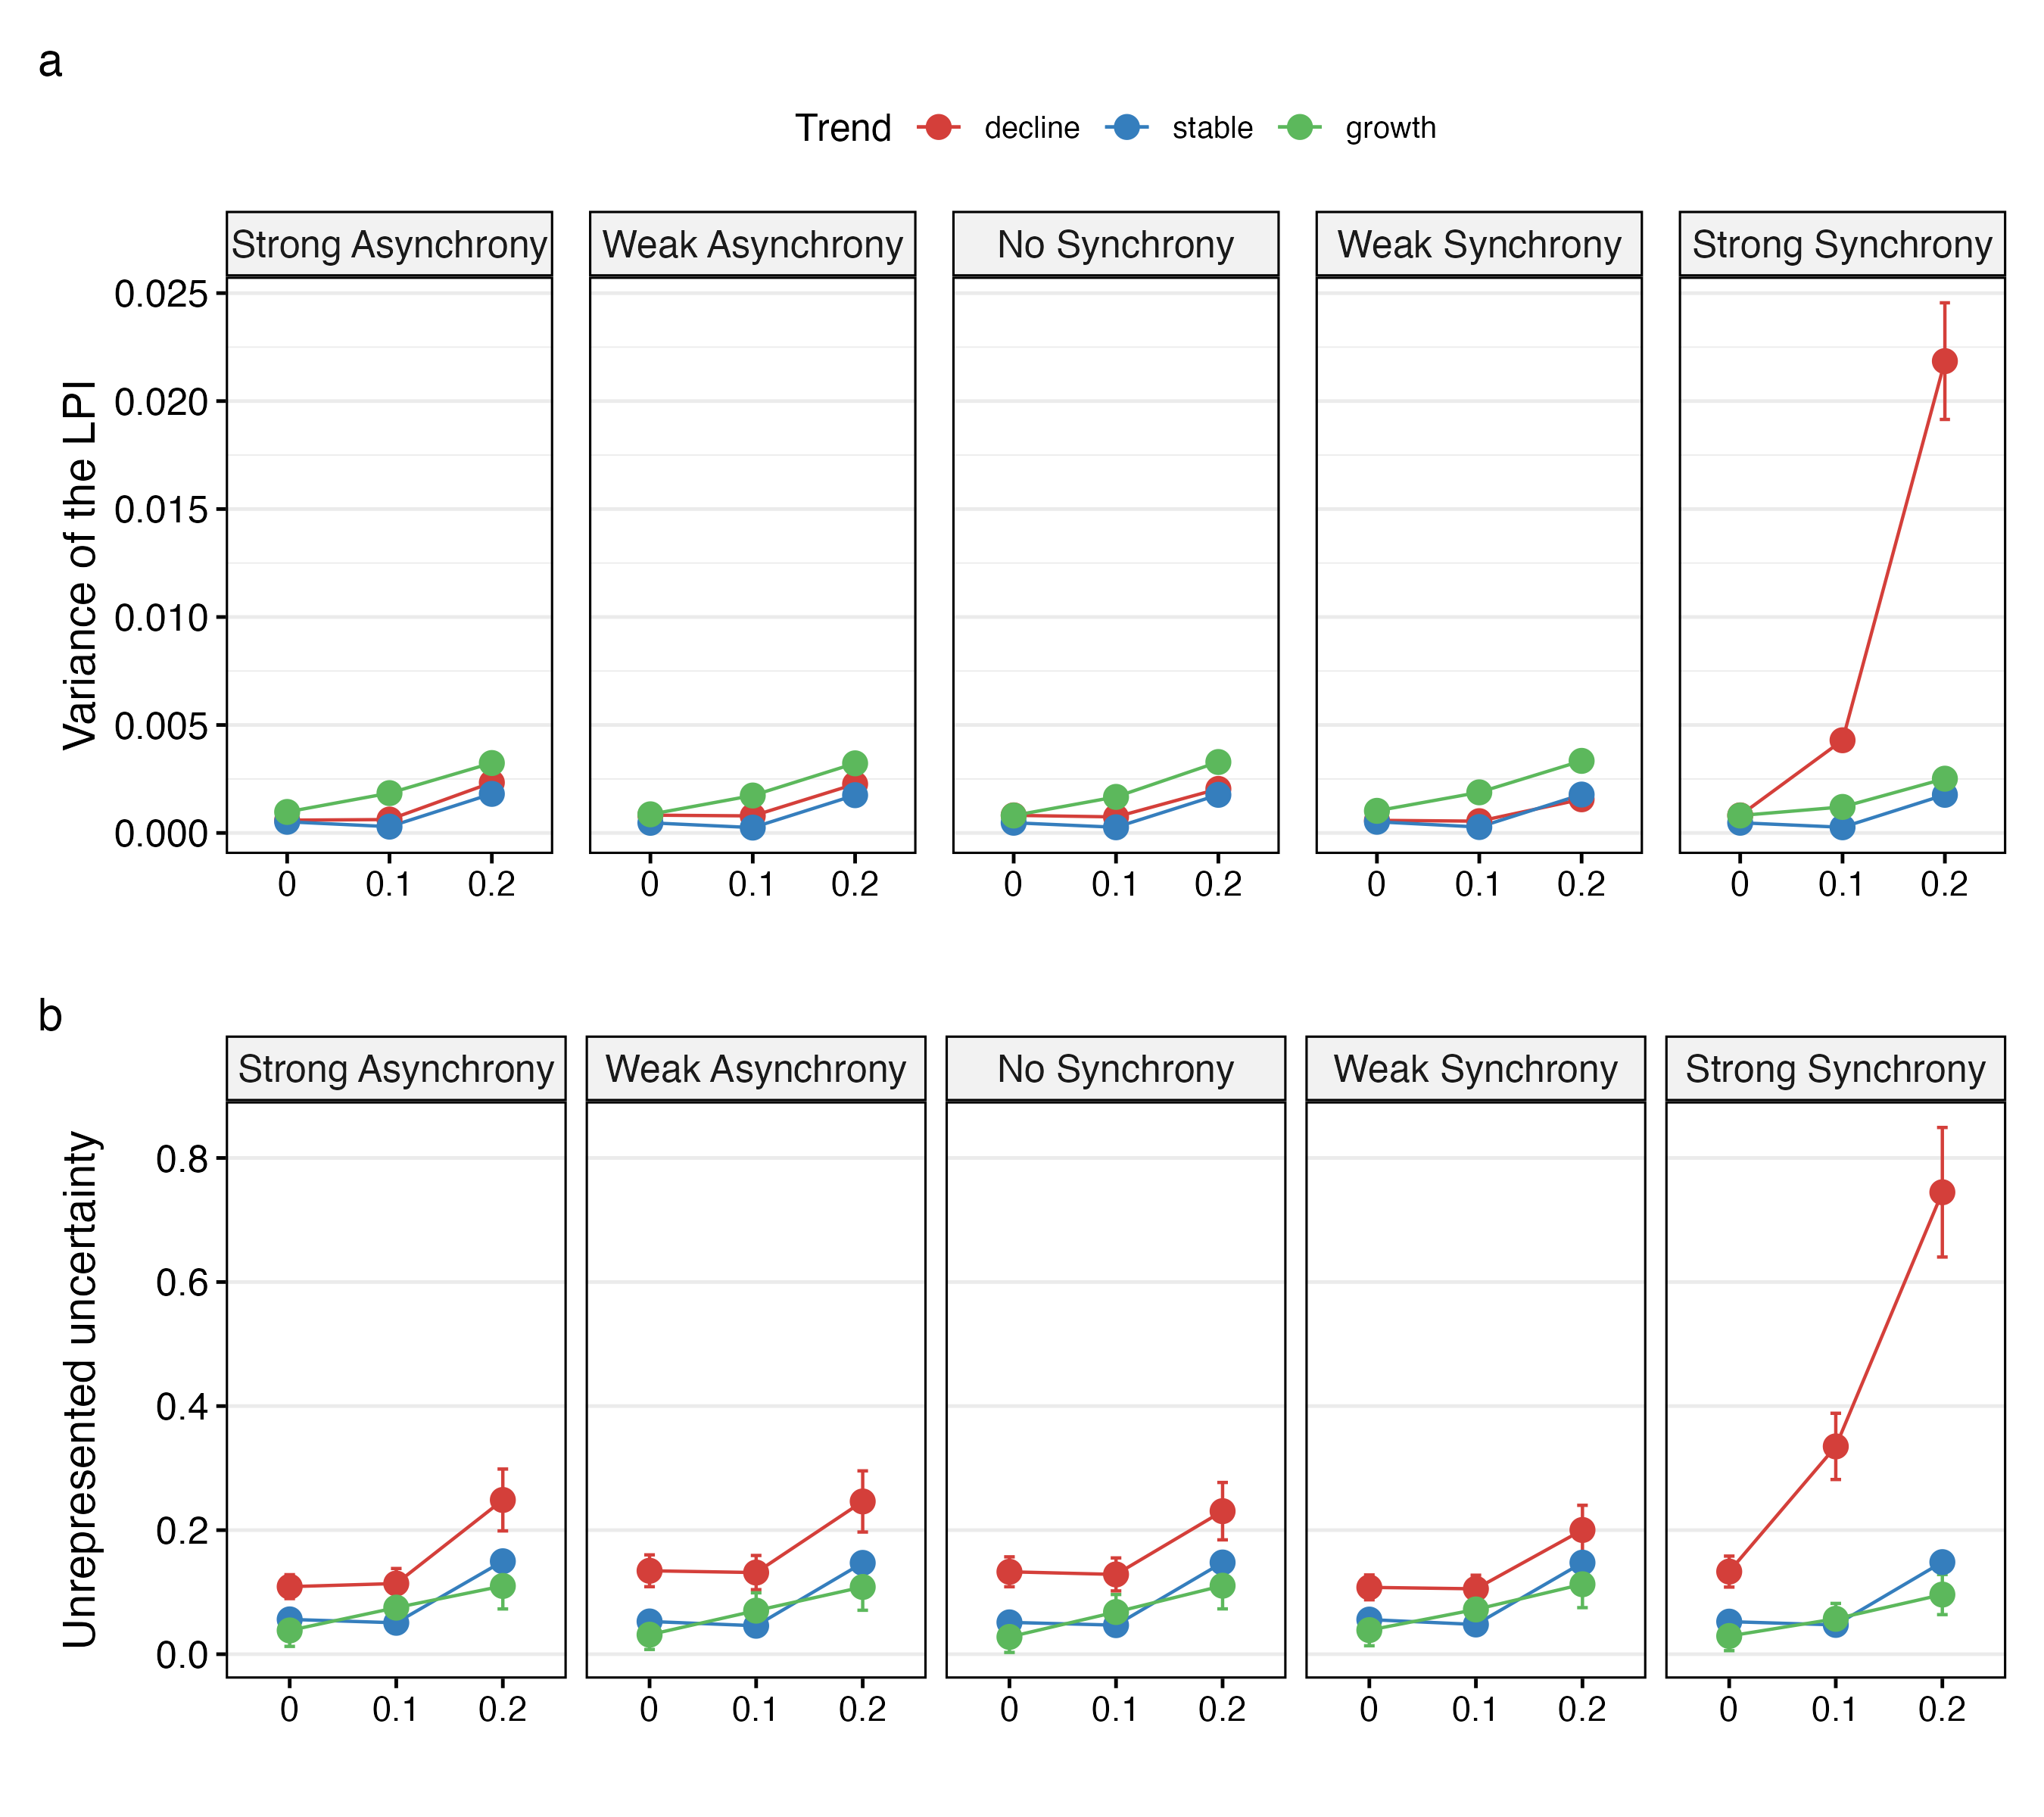 a
Trend decline stable growth
Strong Asynchrony Weak Asynchrony No Synchrony Weak Synchrony Strong Synchrony
Variance of the LPI
0.025
0.020
0.015
0.010
0.005
0.000
0 0.1 0.2 0 0.1 0.2 0 0.1 0.2 0 0.1 0.2 0 0.1 0.2
b
Strong Asynchrony Weak Asynchrony No Synchrony Weak Synchrony Strong Synchrony
Unrepresented uncertainty
0.8
0.6
0.4
0.2
0.0
0 0.1 0.2 0 0.1 0.2 0 0.1 0.2 0 0.1 0.2 0 0.1 0.2